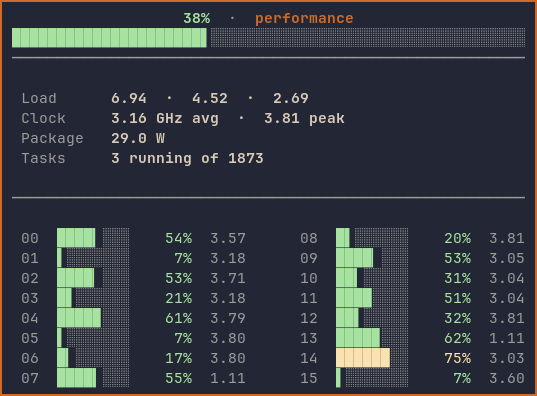 38% · performance
Load 6.94 · 4.52 · 2.69
Clock 3.16 GHz avg · 3.81 peak
Package 29.0 W
Tasks 3 running of 1873
00 54% 3.57 08 20% 3.81
01 7% 3.18 09 53% 3.05
02 53% 3.71 10 31% 3.04
03 21% 3.18 11 51% 3.04
04 61% 3.79 12 32% 3.81
05 7% 3.80 13 62% 1.11
06 17% 3.80 14 75% 3.03
07 55% 1.11 15 7% 3.60